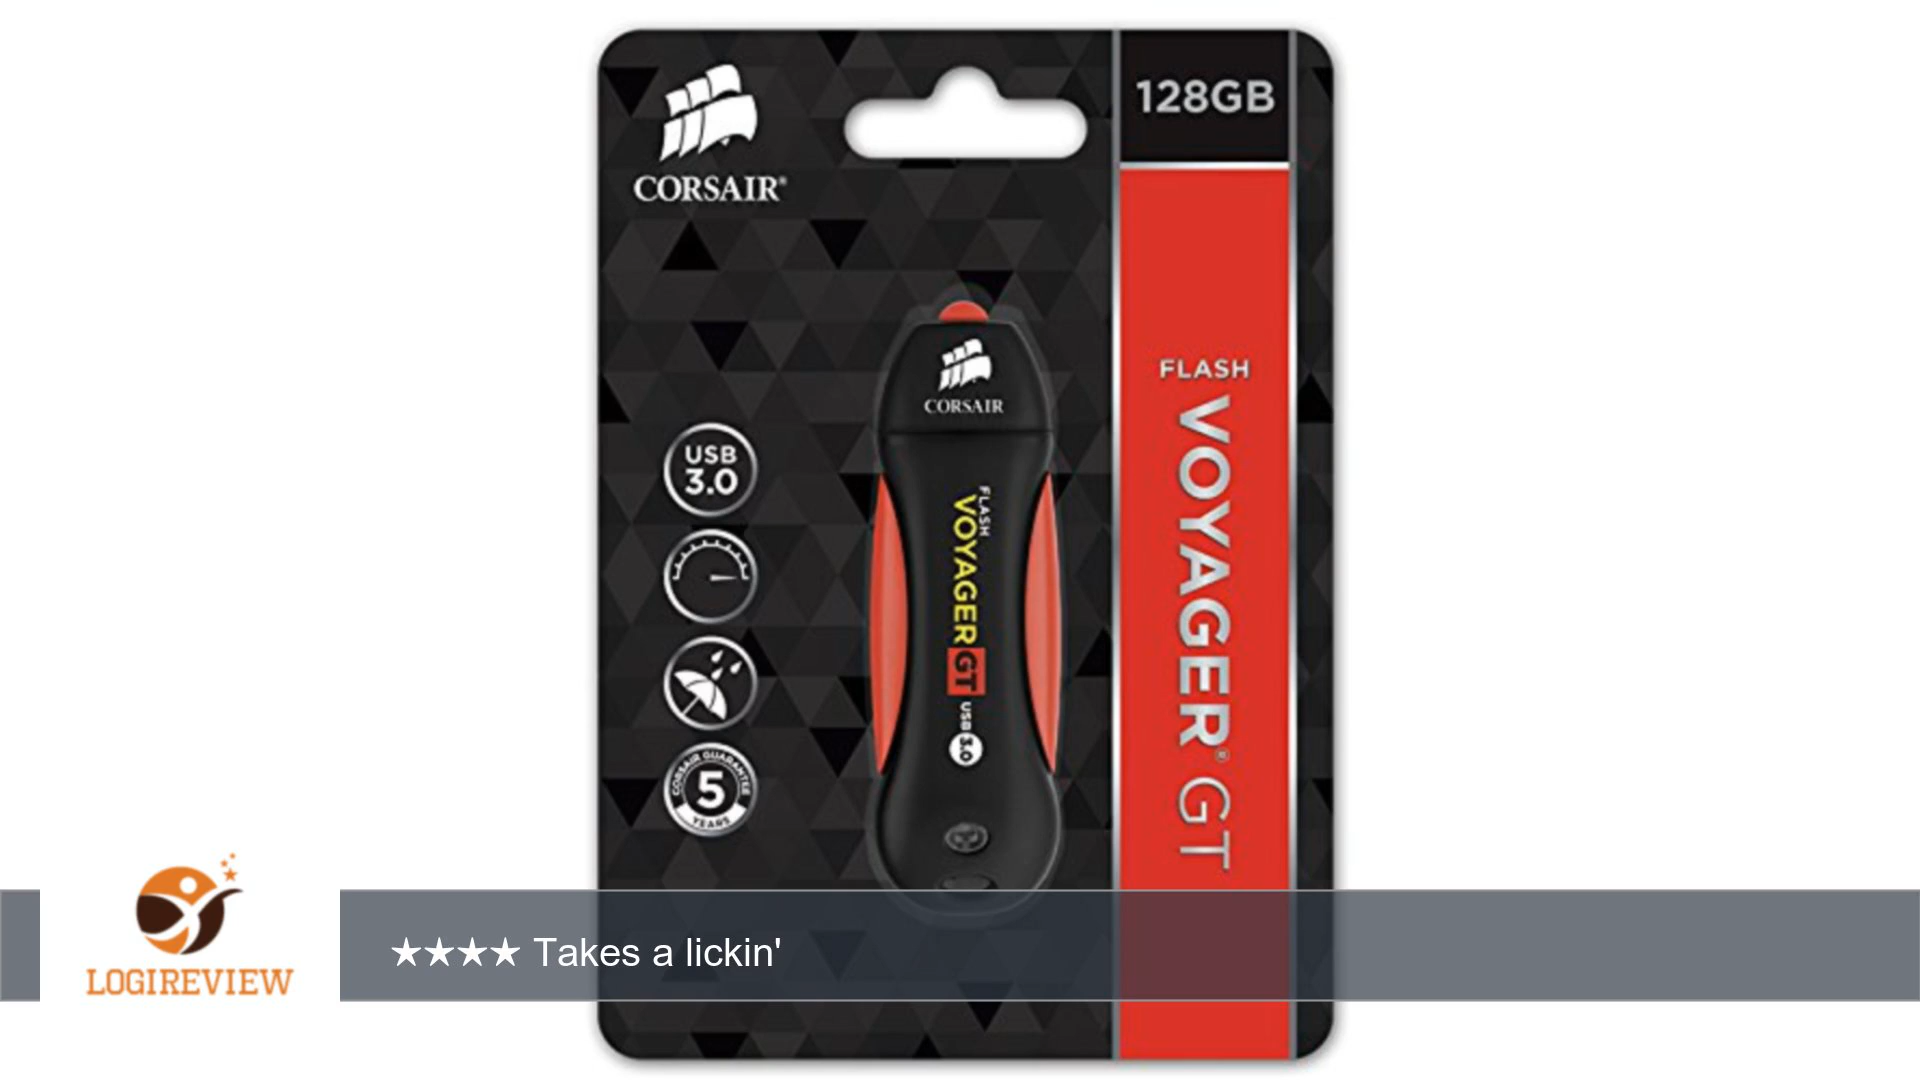 CORSAIR®
128GB
CORSAIR
FLASH
VOYAGER GT
USB 3.0
USB
3.0
CORSAIR GUARANTEE
5
YEARS
FLASH
VOYAGER® GT
★★★★ Takes a lickin'
LOGIREVIEW